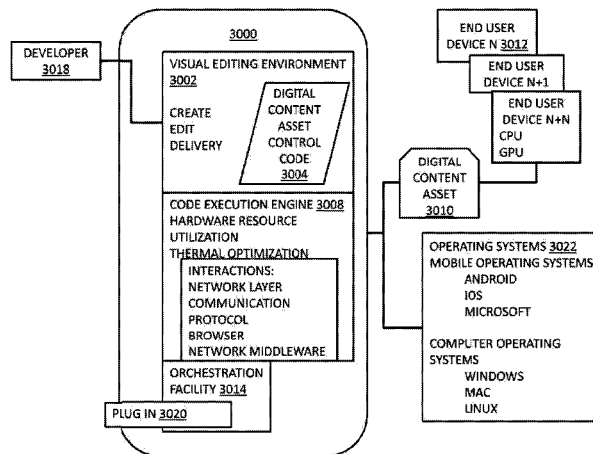 DEVELOPER
3018
3000
VISUAL EDITING ENVIRONMENT
3002
CREATE
EDIT
DELIVERY
DIGITAL
CONTENT
ASSET
CONTROL
CODE
3004
CODE EXECUTION ENGINE 3008
HARDWARE RESOURCE
UTILIZATION
THERMAL OPTIMIZATION
INTERACTIONS:
NETWORK LAYER
COMMUNICATION
PROTOCOL
BROWSER
NETWORK MIDDLEWARE
ORCHESTRATION
FACILITY 3014
PLUG IN 3020
END USER
DEVICE N 3012
END USER
DEVICE N+1
END USER
DEVICE N+N
CPU
GPU
DIGITAL
CONTENT
ASSET
3010
OPERATING SYSTEMS 3022
MOBILE OPERATING SYSTEMS
ANDROID
IOS
MICROSOFT
COMPUTER OPERATING
SYSTEMS
WINDOWS
MAC
LINUX